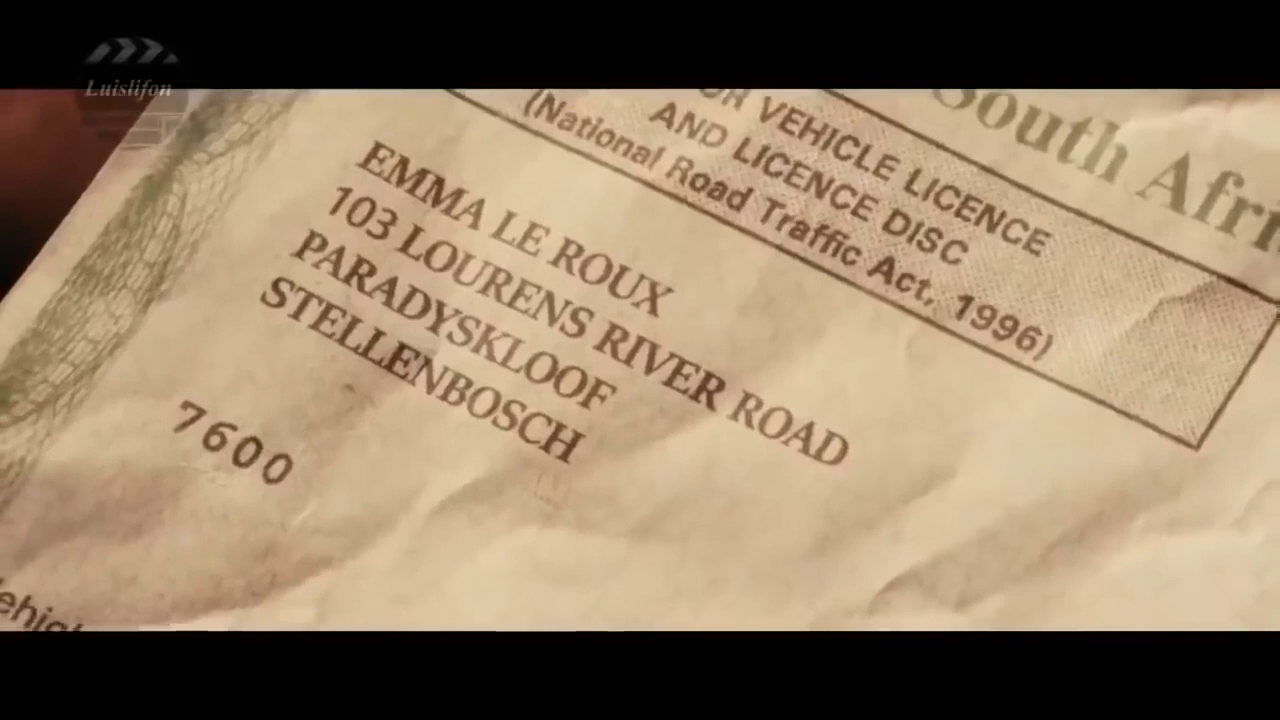 Luislifon
South Afri
OR VEHICLE LICENCE
AND LICENCE DISC
(National Road Traffic Act, 1996)
EMMA LE ROUX
103 LOURENS RIVER ROAD
PARADYSKLOOF
STELLENBOSCH
7600